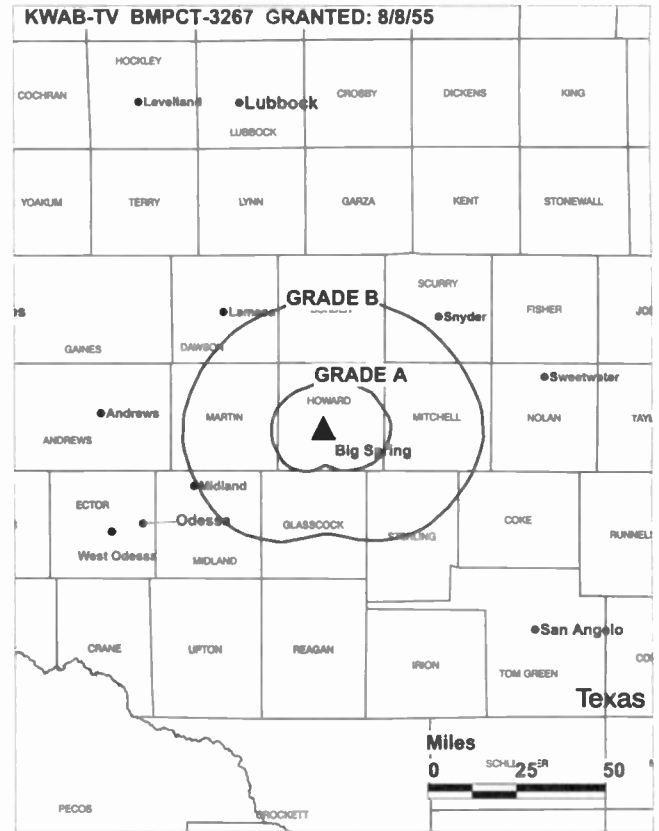 KWAB-TV BMPCT-3267 GRANTED: 8/8/55
HOCKLEY
COCHRAN
Levelland
Lubbock
CROSBY
DICKENS
KING
LUBBOCK
YOAKUM
TERRY
LYNN
GARZA
KENT
STONEWALL
SCURRY
GRADE B
Lamesa
Snyder
FISHER
GAINES
DAWSON
GRADE A
Sweetwater
HOWARD
Andrews
MARTIN
MITCHELL
NOLAN
TAYL
ANDREWS
Big Spring
Midland
ECTOR
Odessa
GLASSCOCK
COKE
STERLING
RUNNELS
West Odessa
MIDLAND
San Angelo
CRANE
UPTON
REAGAN
IRION
TOM GREEN
Texas
Miles
0 25 50
PECOS
CROCKETT